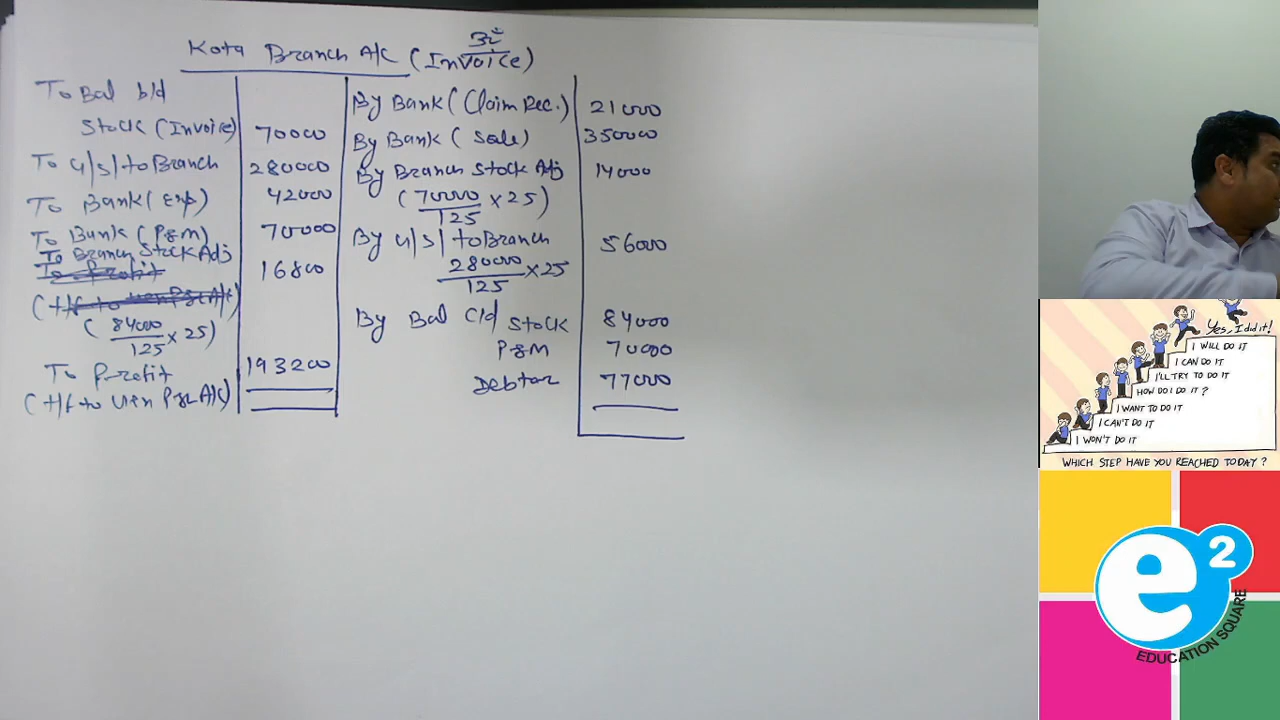 Kota Branch A/C (Invoice)
To Bal b/d
Stock (Invoice) 70000
To G/S/to Branch 280000
To Bank (Exp) 42000
To Bank (P&M) 70000
To Branch Stock Adj 16800
To Profit
(84000/125 × 25)
To Profit 193200
(T/f to Gen P&L A/C)
By Bank (Claim Rec.) 21000
By Bank (Sale) 350000
By Branch Stock Adj 14000
(70000/125 × 25)
By G/S/ to Branch 56000
280000/125 × 25
By Bal C/d Stock 84000
P&M 70000
Debtor 77000
Yes, I did it!
I WILL DO IT
I CAN DO IT
I'LL TRY TO DO IT
HOW DO I DO IT?
I WANT TO DO IT
I CAN'T DO IT
I WON'T DO IT
WHICH STEP HAVE YOU REACHED TODAY?
e2
EDUCATION SQUARE